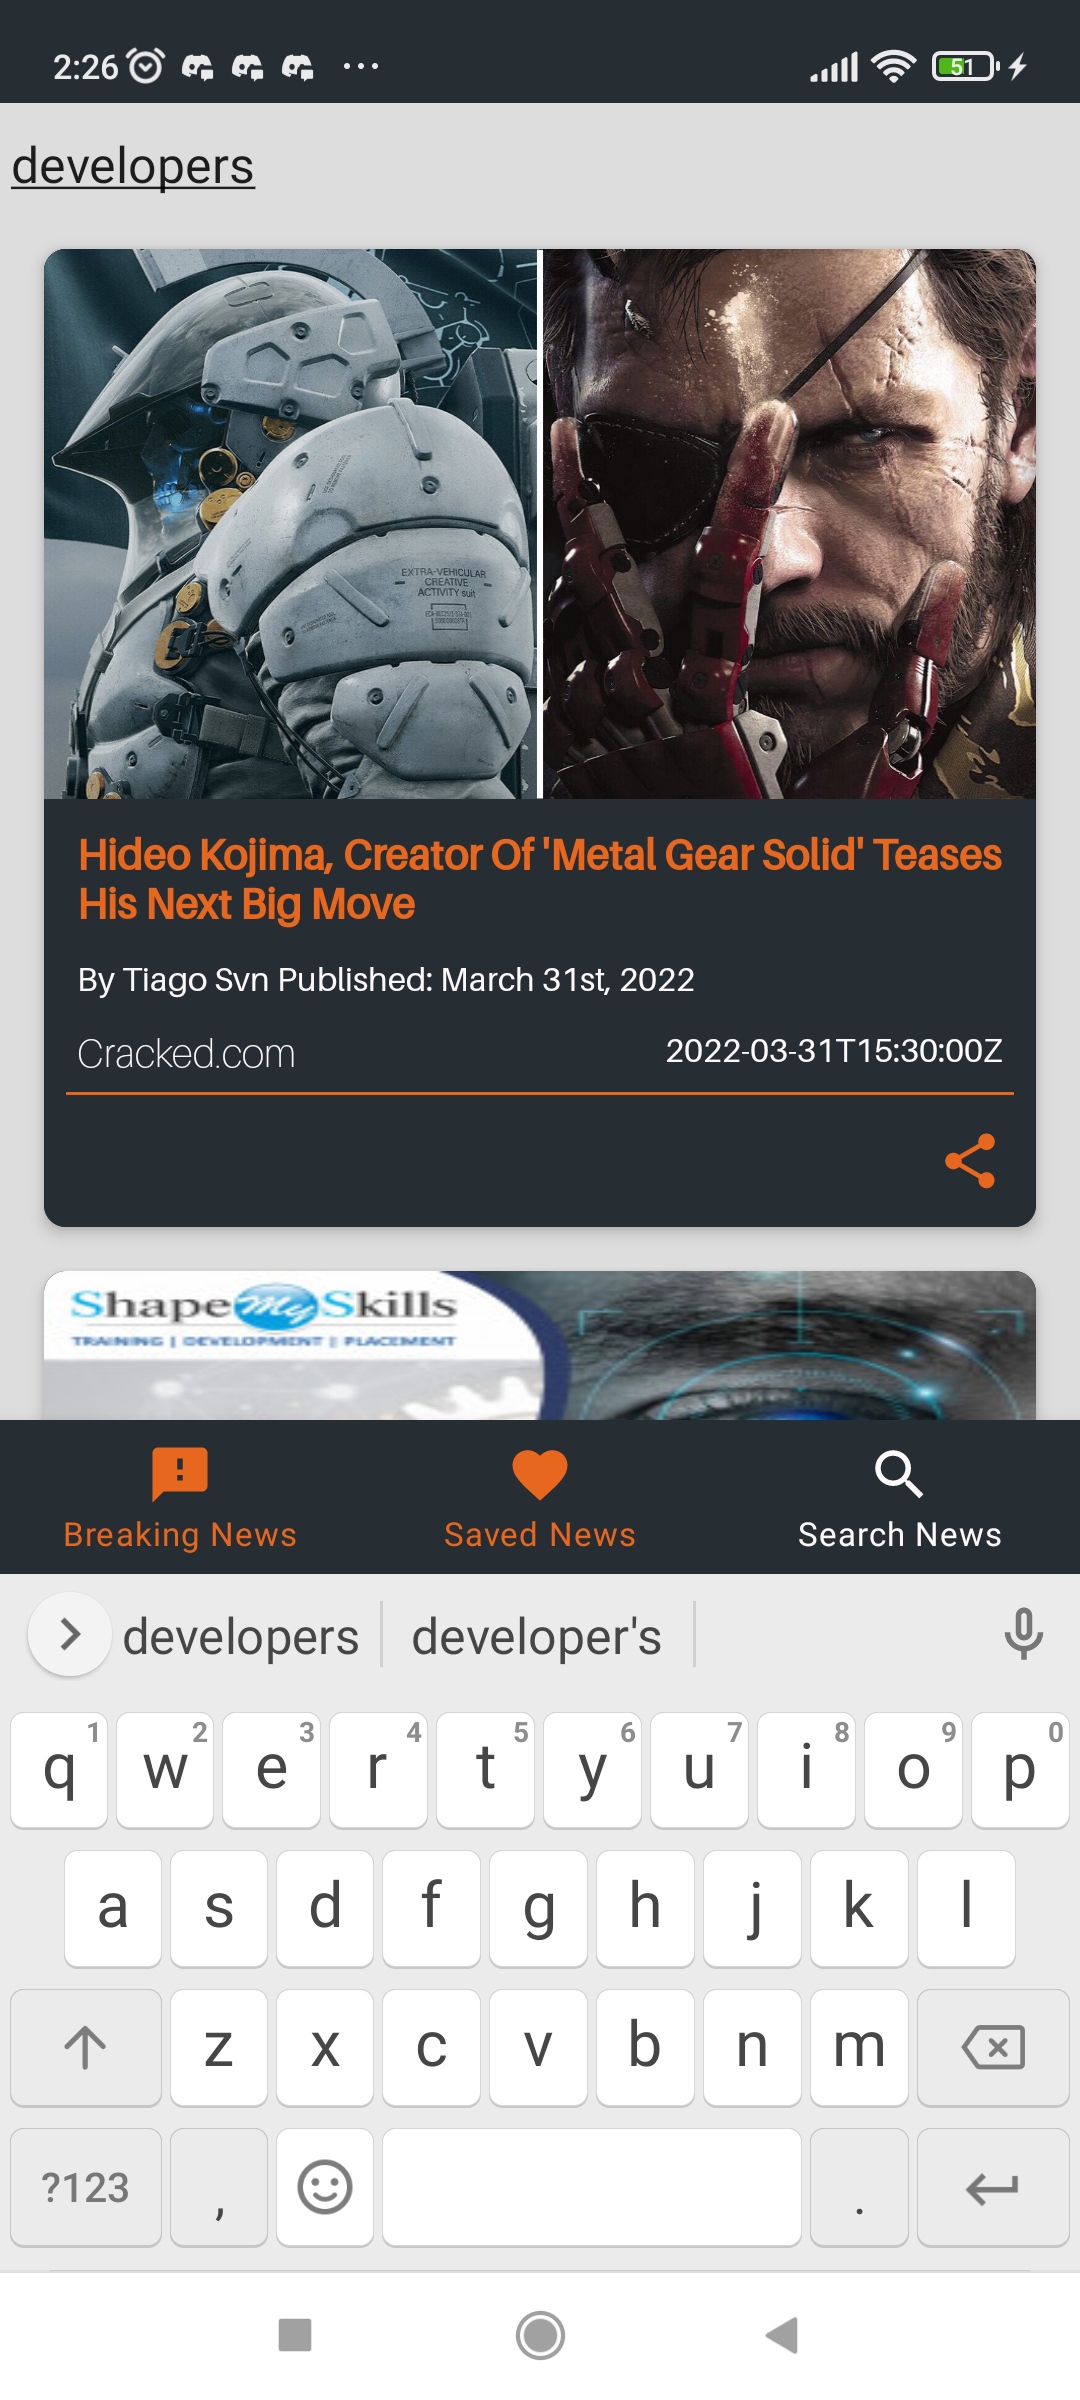 2:26
51
developers
EXTRA-VEHICULAR
CREATIVE
ACTIVITY suit
Hideo Kojima, Creator Of 'Metal Gear Solid' Teases
His Next Big Move
By Tiago Svn Published: March 31st, 2022
Cracked.com 2022-03-31T15:30:00Z
Shape My Skills
TRAINING | DEVELOPMENT | PLACEMENT
Breaking News Saved News Search News
developers developer's
1 2 3 4 5 6 7 8 9 0
q w e r t y u i o p
a s d f g h j k l
z x c v b n m
?123 , .